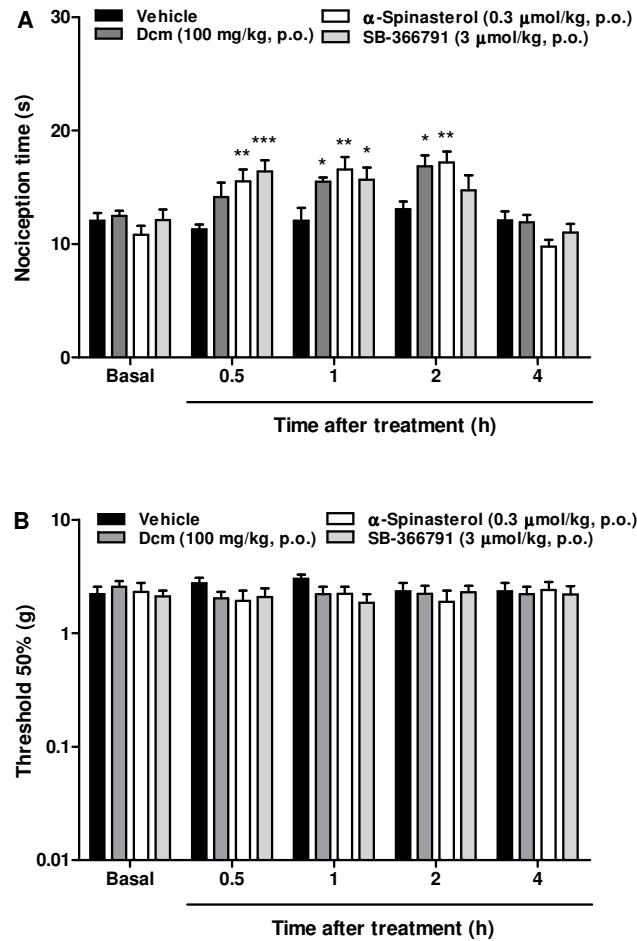 A
Vehicle
α-Spinasterol (0.3 μmol/kg, p.o.)
Dcm (100 mg/kg, p.o.)
SB-366791 (3 μmol/kg, p.o.)
Nociception time (s)
30
20
10
0
** ***
* ** *
* **
Basal 0.5 1 2 4
Time after treatment (h)
B
Vehicle
α-Spinasterol (0.3 μmol/kg, p.o.)
Dcm (100 mg/kg, p.o.)
SB-366791 (3 μmol/kg, p.o.)
Threshold 50% (g)
10
1
0.1
0.01
Basal 0.5 1 2 4
Time after treatment (h)